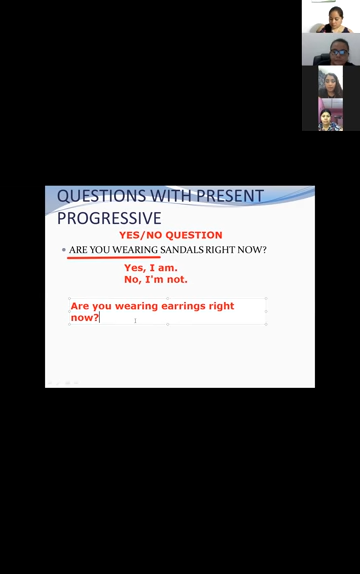 QUESTIONS WITH PRESENT
PROGRESSIVE
YES/NO QUESTION
• ARE YOU WEARING SANDALS RIGHT NOW?
Yes, I am.
No, I'm not.
Are you wearing earrings right
now?